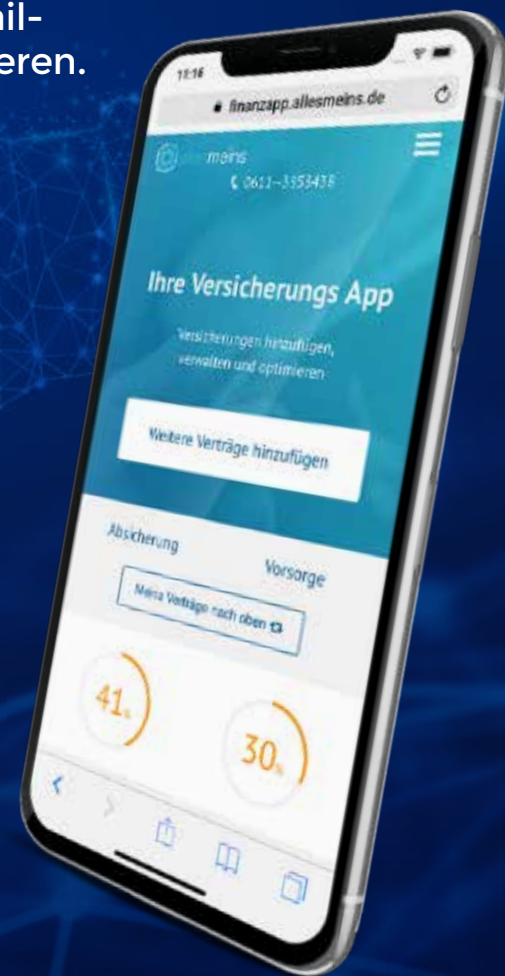 il-
eren.
11:16
finanzapp.allesmeins.de
meins
0611-3353438
Ihre Versicherungs App
Versicherungen hinzufügen,
verwalten und optimieren
Weitere Verträge hinzufügen
Absicherung
Vorsorge
Meine Verträge nach oben
41%
30%